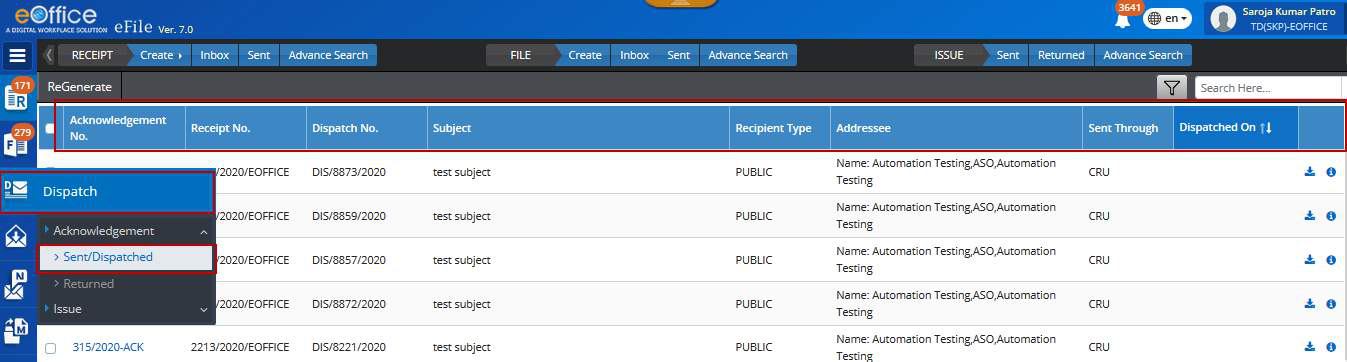 eOffice
A DIGITAL WORKPLACE SOLUTION
eFile Ver. 7.0
3641
en
Saroja Kumar Patro
TD(SKP)-EOFFICE
RECEIPT Create Inbox Sent Advance Search FILE Create Inbox Sent Advance Search ISSUE Sent Returned Advance Search
171
R
ReGenerate
Search Here...
279
F
Acknowledgement No. Receipt No. Dispatch No. Subject Recipient Type Addressee Sent Through Dispatched On
/2020/EOFFICE DIS/8873/2020 test subject PUBLIC Name: Automation Testing,ASO,Automation Testing CRU
D
Dispatch
/2020/EOFFICE DIS/8859/2020 test subject PUBLIC Name: Automation Testing,ASO,Automation Testing CRU
Acknowledgement
Sent/Dispatched
/2020/EOFFICE DIS/8857/2020 test subject PUBLIC Name: Automation Testing,ASO,Automation Testing CRU
Returned
N
/2020/EOFFICE DIS/8872/2020 test subject PUBLIC Name: Automation Testing,ASO,Automation Testing CRU
Issue
M
315/2020-ACK 2213/2020/EOFFICE DIS/8221/2020 test subject PUBLIC Name: Automation Testing,ASO,Automation Testing CRU